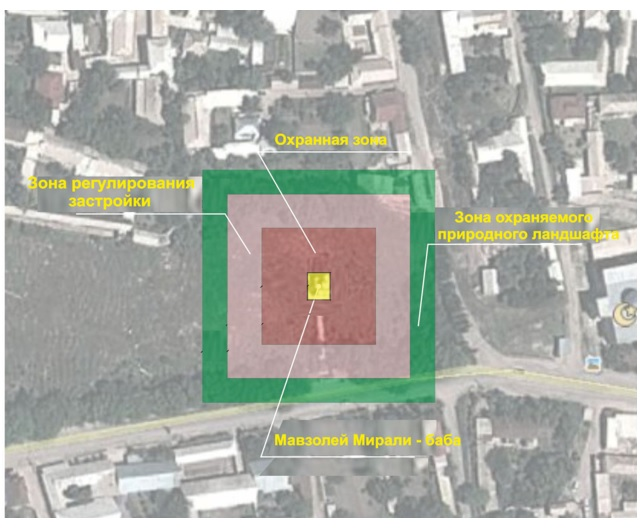 Охранная зона
Зона регулирования
застройки
Зона охраняемого
природного ландшафта
Мавзолей Мирали - баба